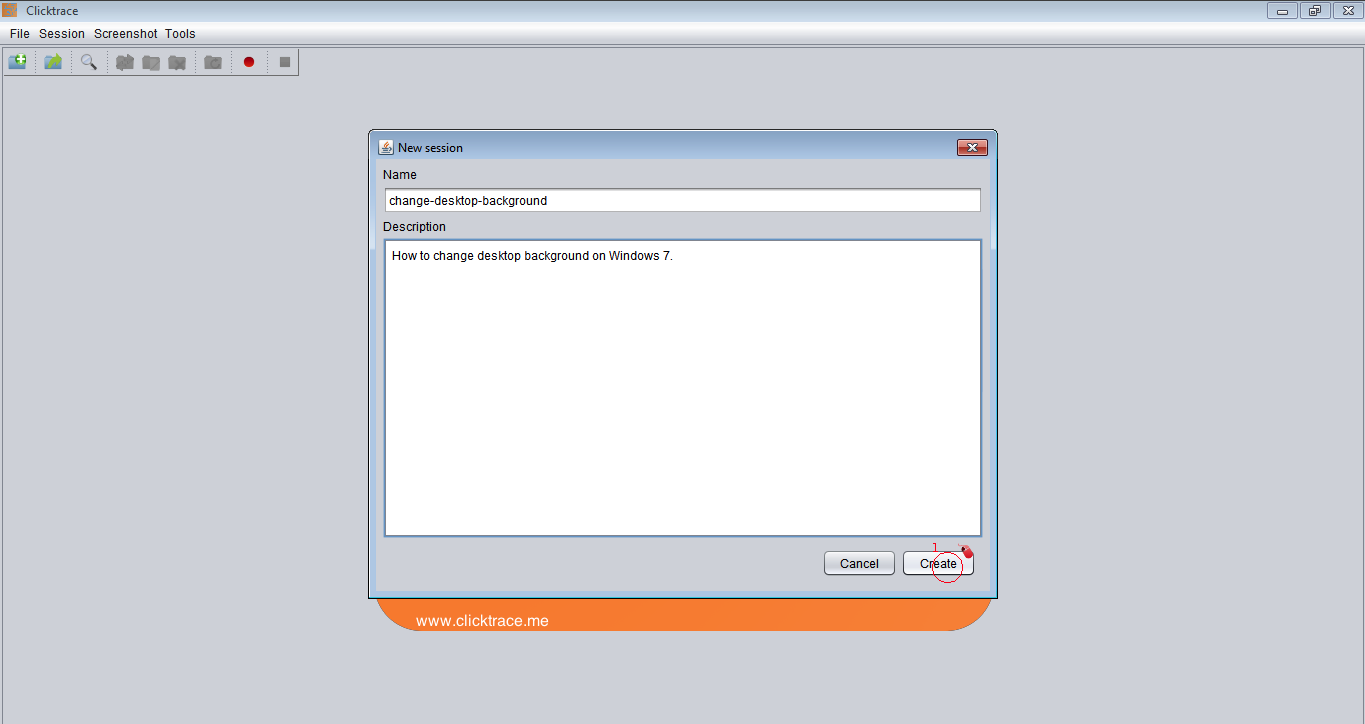 Clicktrace
File Session Screenshot Tools
New session
Name
change-desktop-background
Description
How to change desktop background on Windows 7.
1
Cancel Create
www.clicktrace.me